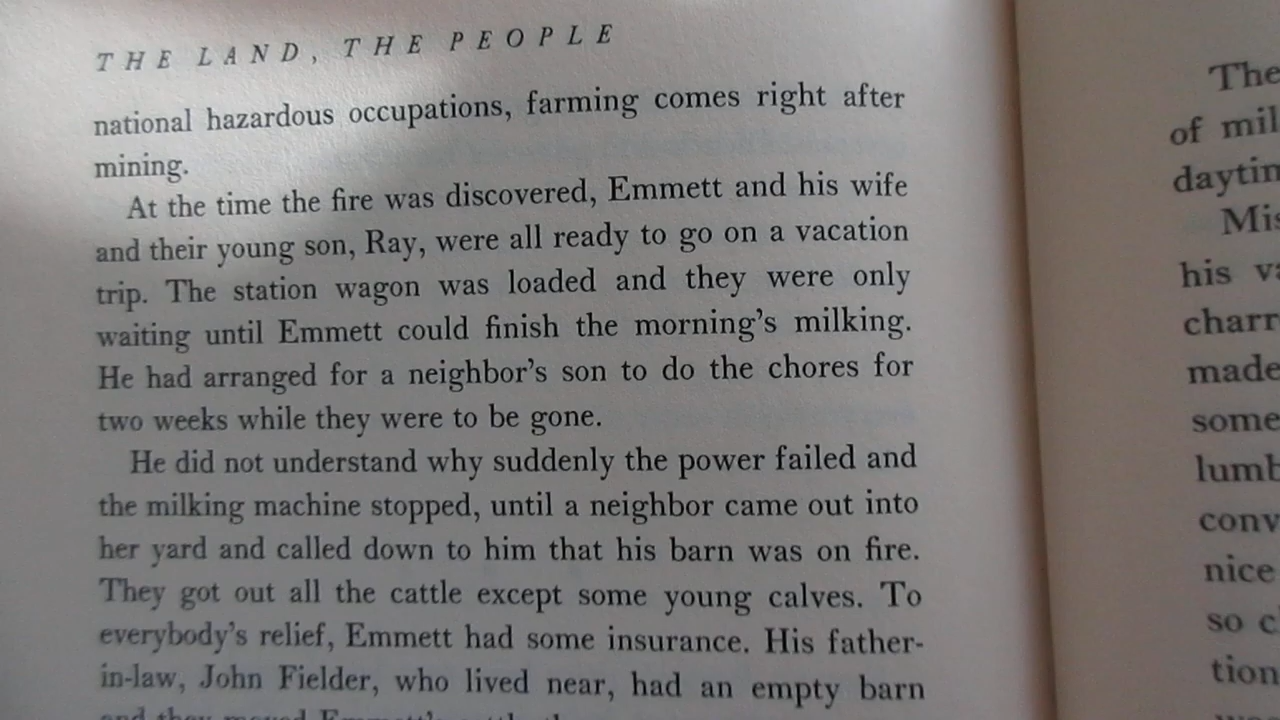 THE LAND, THE PEOPLE
national hazardous occupations, farming comes right after
mining.
At the time the fire was discovered, Emmett and his wife
and their young son, Ray, were all ready to go on a vacation
trip. The station wagon was loaded and they were only
waiting until Emmett could finish the morning's milking.
He had arranged for a neighbor's son to do the chores for
two weeks while they were to be gone.
He did not understand why suddenly the power failed and
the milking machine stopped, until a neighbor came out into
her yard and called down to him that his barn was on fire.
They got out all the cattle except some young calves. To
everybody's relief, Emmett had some insurance. His father-
in-law, John Fielder, who lived near, had an empty barn
and they moved Emmett's
The
of
his
made
some
nice
so